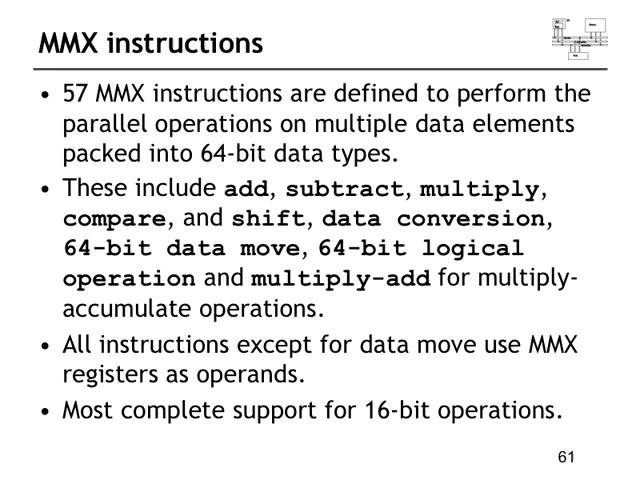 MMX instructions
• 57 MMX instructions are defined to perform the
parallel operations on multiple data elements
packed into 64-bit data types.
• These include add, subtract, multiply,
compare, and shift, data conversion,
64-bit data move, 64-bit logical
operation and multiply-add for multiply-
accumulate operations.
• All instructions except for data move use MMX
registers as operands.
• Most complete support for 16-bit operations.
61